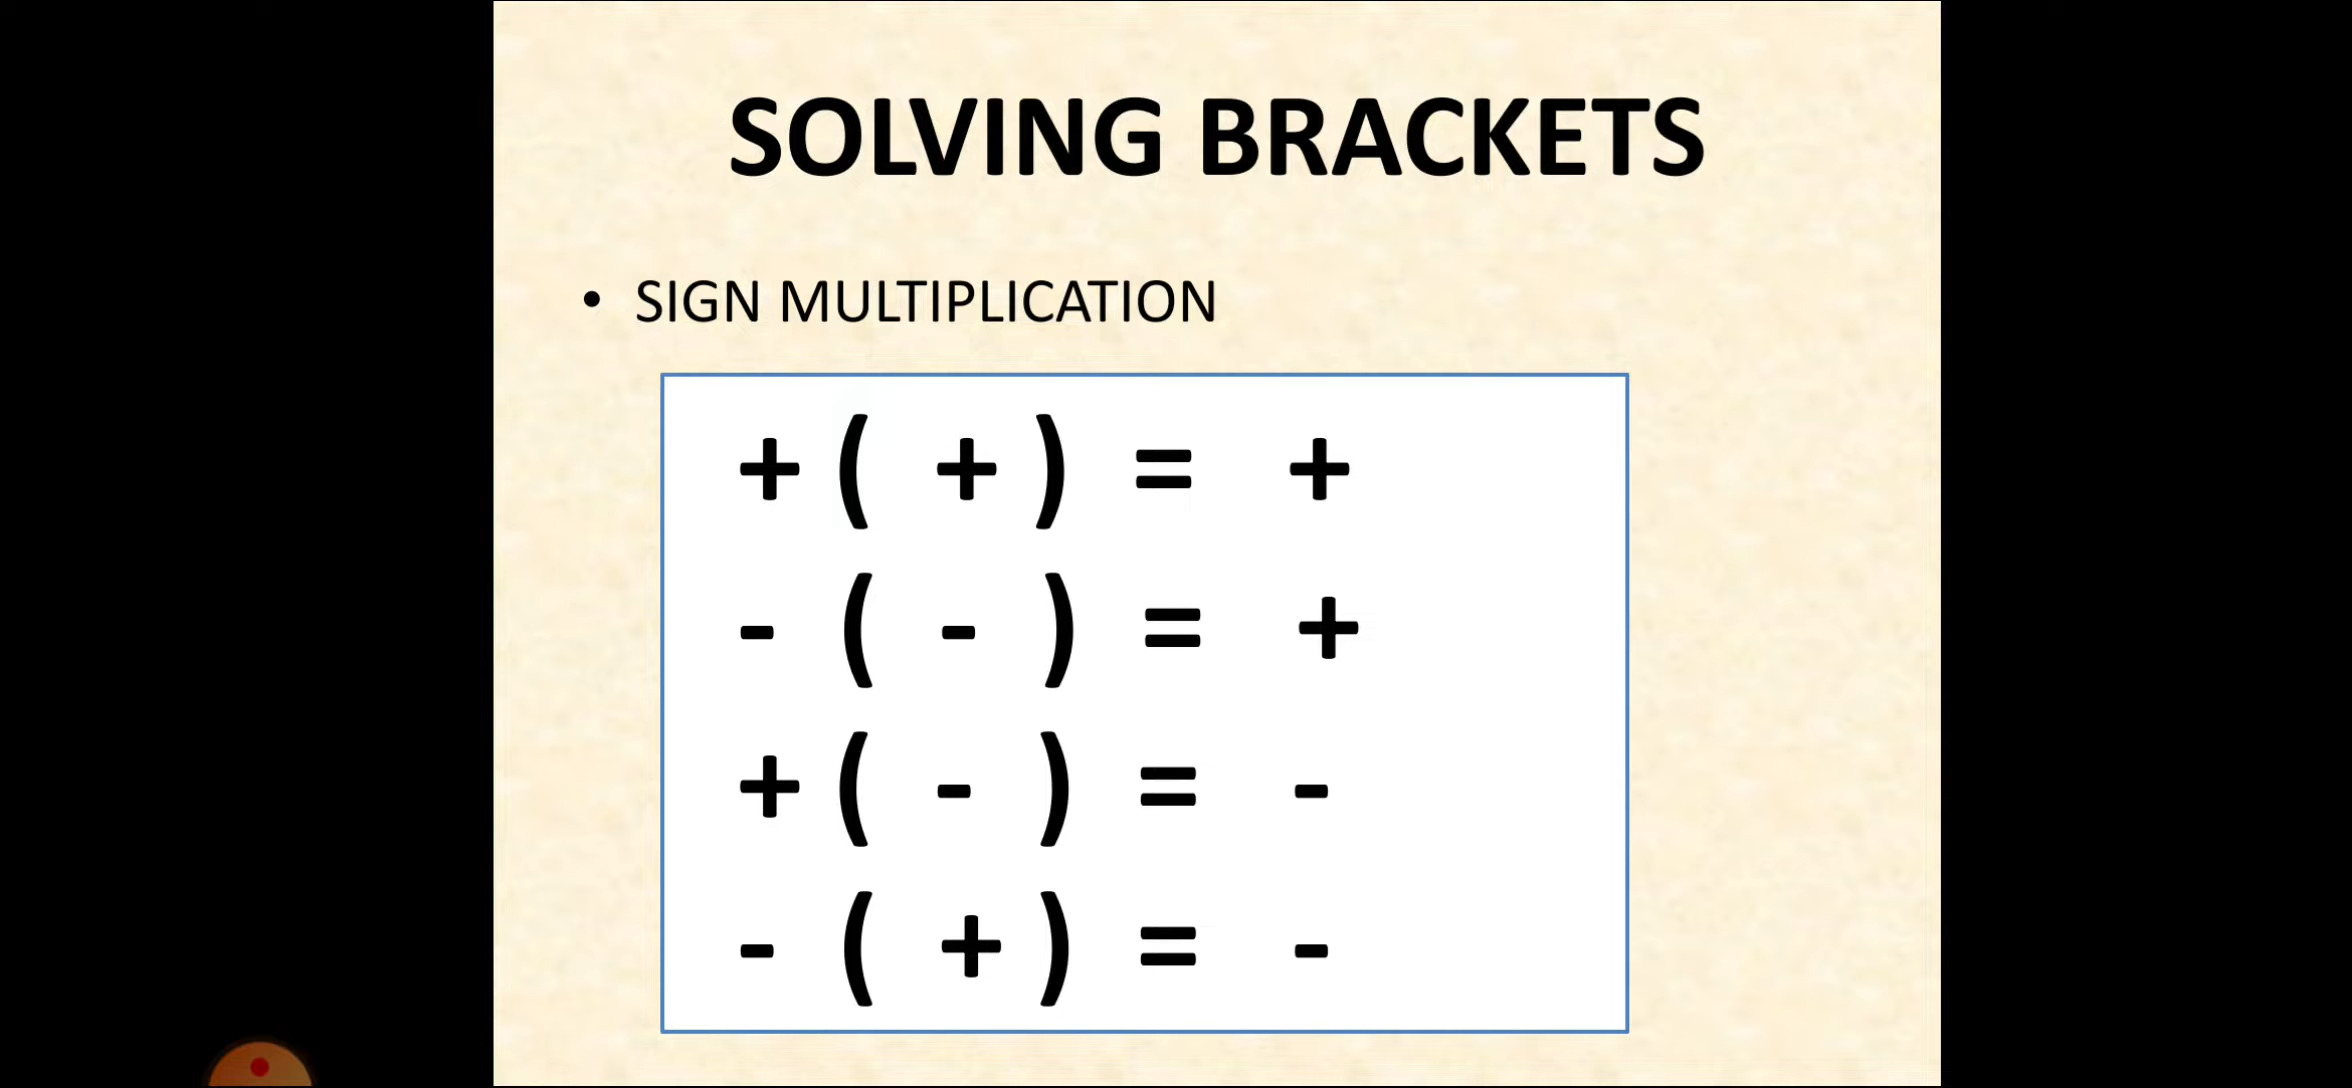 SOLVING BRACKETS
• SIGN MULTIPLICATION
+ ( + ) = +
- ( - ) = +
+ ( - ) = -
- ( + ) = -